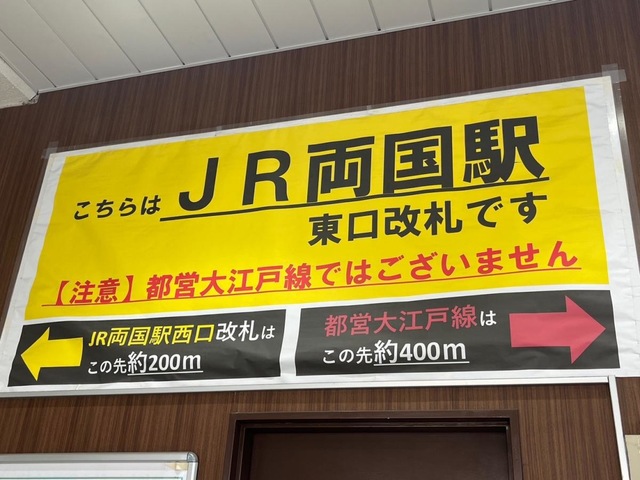 こちらは JR両国駅
東口改札です
【注意】都営大江戸線ではございません
JR両国駅西口改札は
この先約200m
都営大江戸線は
この先約400m